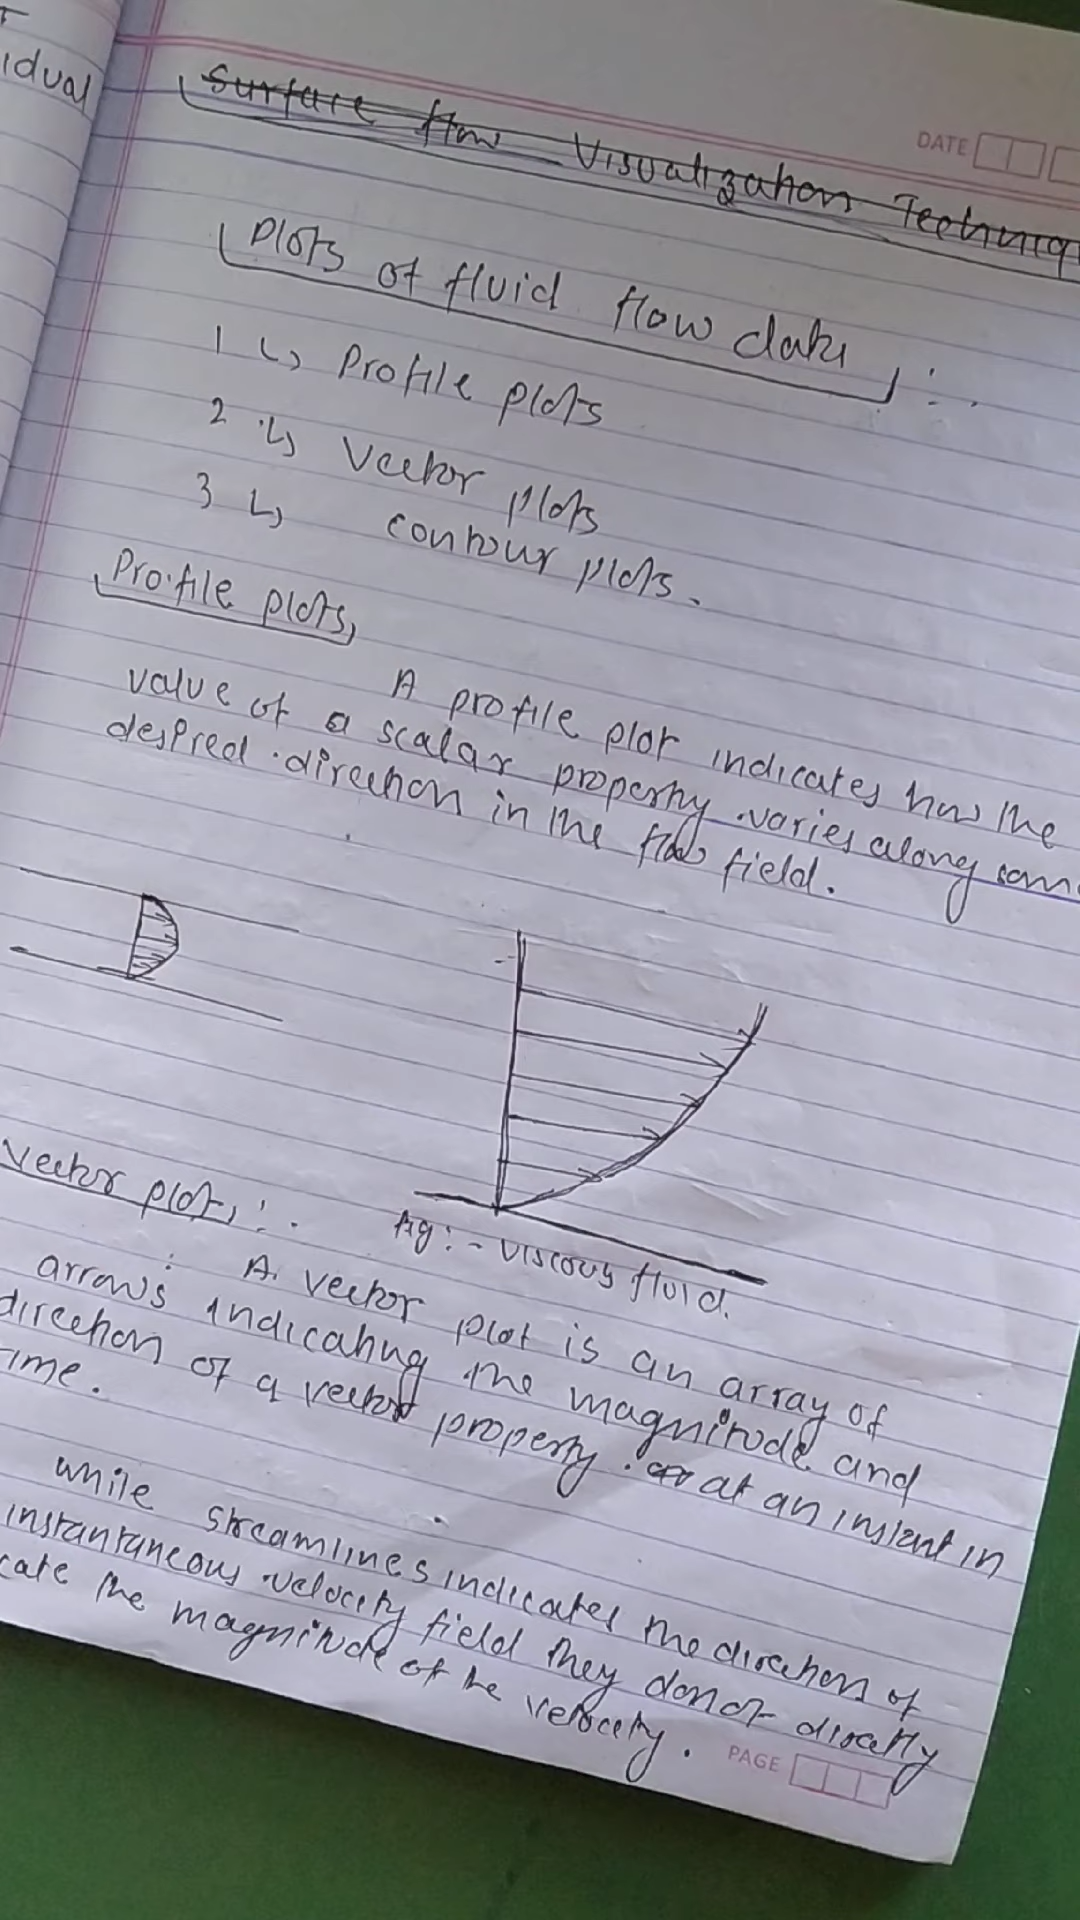 idual
DATE
Surface flow Visualization Techniq
Plots of fluid flow data :
1 ↳ Profile plots
2 ↳ Vector plots
3 ↳ contour plots.
Profile plots,
A profile plot indicates how the
value of a scalar property varies along some
desired direction in the flow field.
Fig:- Viscous fluid.
Vector plots :-
A vector plot is an array of
arrows indicating the magnitude and
direction of a vector property at an instant in
time.
while streamlines indicates the direction of
instantaneous velocity field they donot directly
cate the magnitude of the velocity.
PAGE